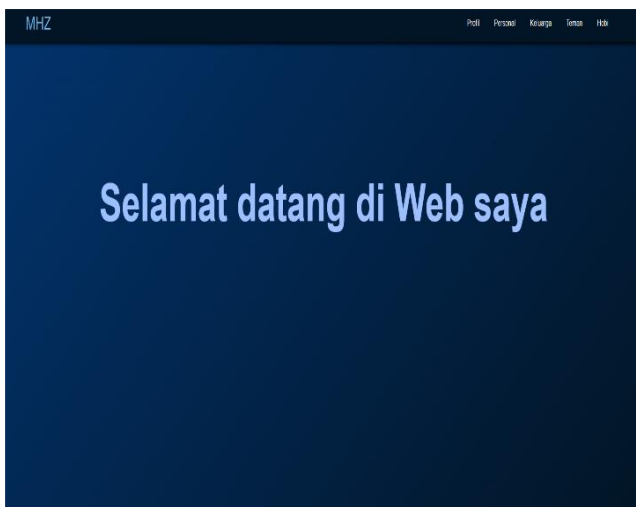 MHZ
Profil Personal Keluarga Teman Hobi
Selamat datang di Web saya